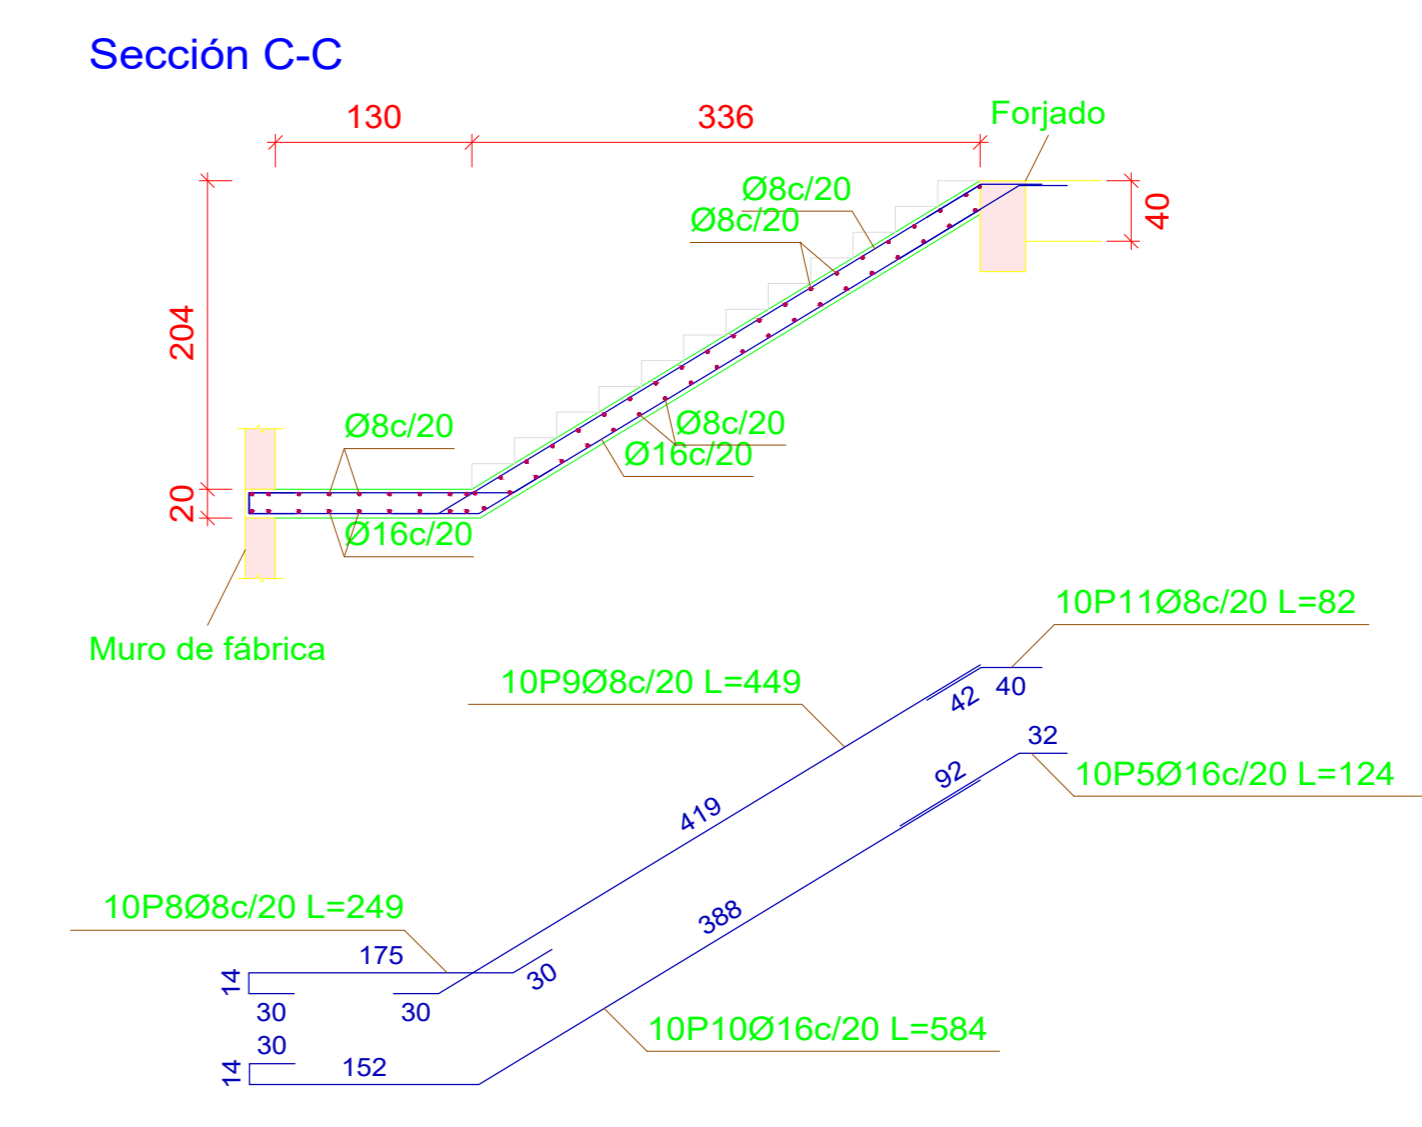 Sección C-C
130
336
Forjado
Ø8c/20
Ø8c/20
40
204
Ø8c/20
Ø8c/20
Ø16c/20
20
Ø16c/20
Muro de fábrica
10P11Ø8c/20 L=82
10P9Ø8c/20 L=449
42
40
32
92
10P5Ø16c/20 L=124
419
10P8Ø8c/20 L=249
388
175
14
30
30
30
10P10Ø16c/20 L=584
30
14
152